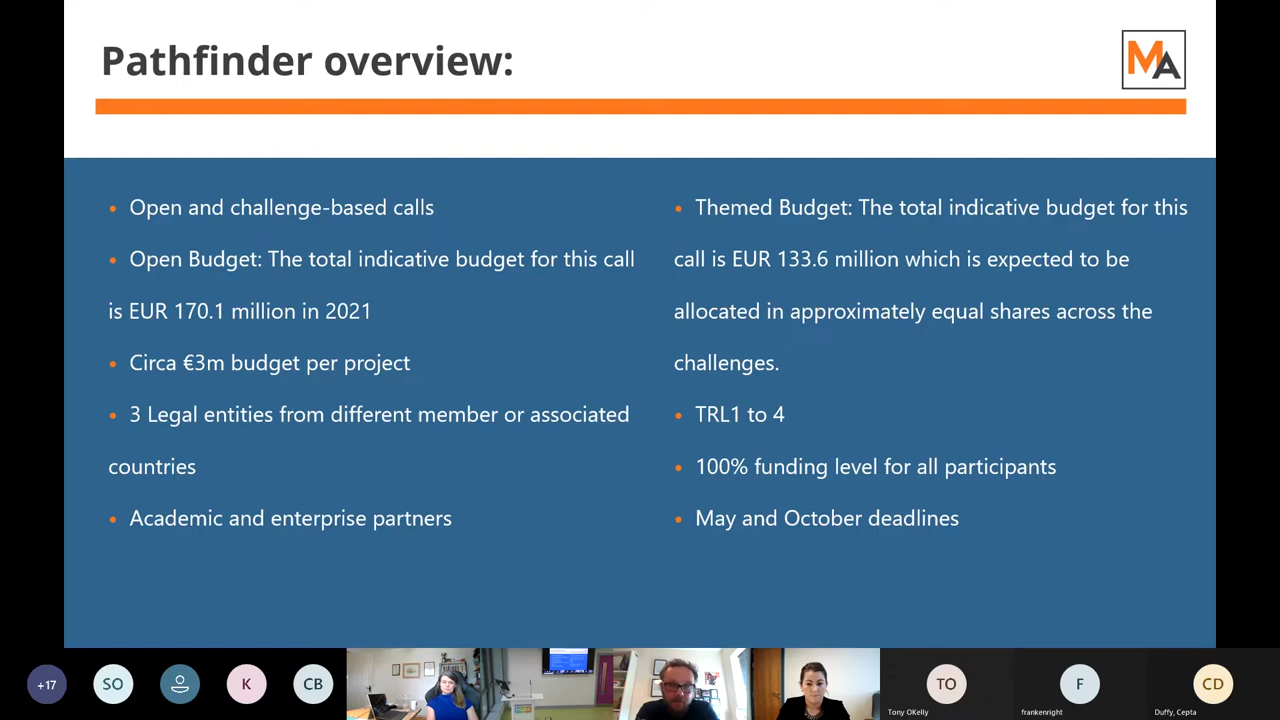 Pathfinder overview:
MA
• Open and challenge-based calls
• Open Budget: The total indicative budget for this call
is EUR 170.1 million in 2021
• Circa €3m budget per project
• 3 Legal entities from different member or associated
countries
• Academic and enterprise partners
• Themed Budget: The total indicative budget for this
call is EUR 133.6 million which is expected to be
allocated in approximately equal shares across the
challenges.
• TRL1 to 4
• 100% funding level for all participants
• May and October deadlines
+17
SO
K
CB
TO
Tony OKelly
F
frankenright
CD
Duffy, Cepta